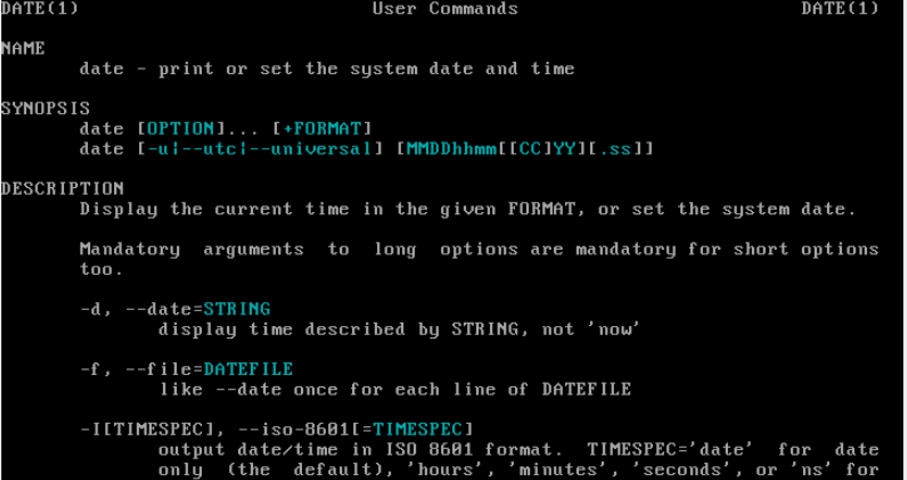 DATE(1) User Commands DATE(1)
NAME
date - print or set the system date and time
SYNOPSIS
date [OPTION]... [+FORMAT]
date [-u|--utc|--universal] [MMDDhhmm[[CC]YY][.ss]]
DESCRIPTION
Display the current time in the given FORMAT, or set the system date.
Mandatory arguments to long options are mandatory for short options
too.
-d, --date=STRING
display time described by STRING, not 'now'
-f, --file=DATEFILE
like --date once for each line of DATEFILE
-I[TIMESPEC], --iso-8601[=TIMESPEC]
output date/time in ISO 8601 format. TIMESPEC='date' for date
only (the default), 'hours', 'minutes', 'seconds', or 'ns' for